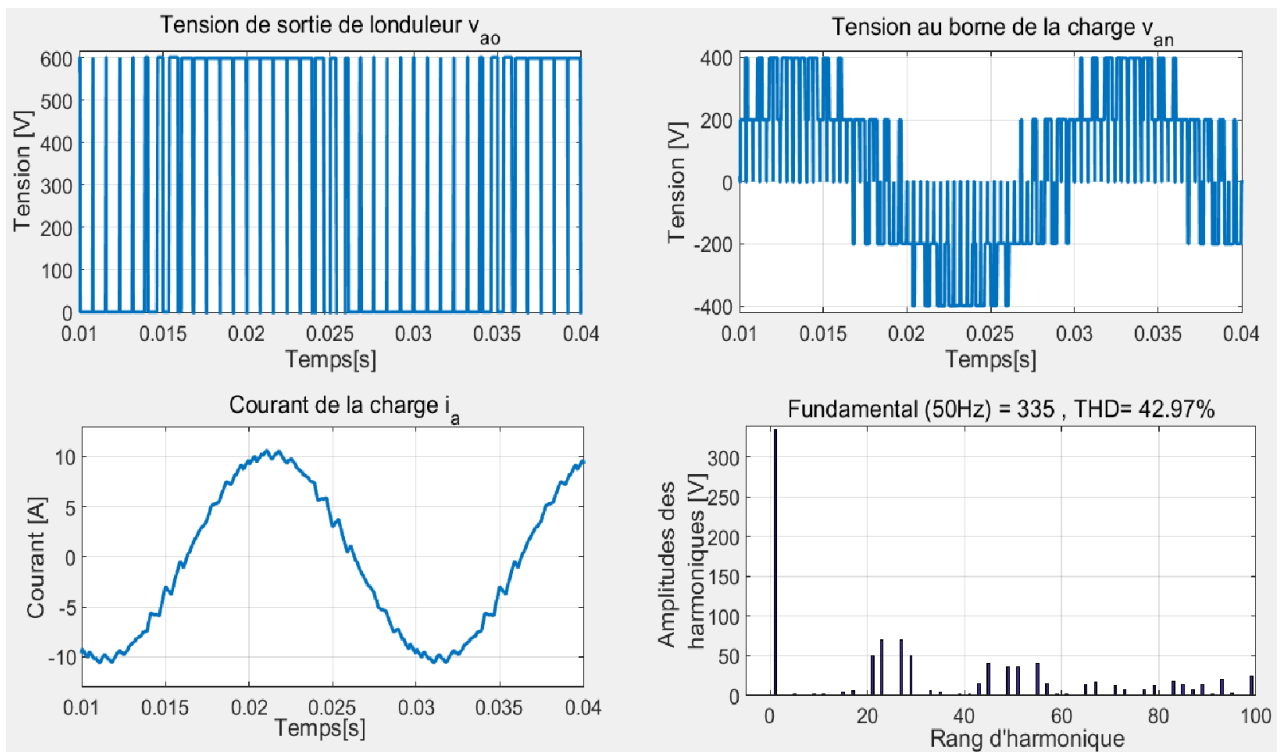 Tension de sortie de londuleur v_ao
Tension [V]
600
500
400
300
200
100
0
0.01 0.015 0.02 0.025 0.03 0.035 0.04
Temps[s]
Tension au borne de la charge v_an
Tension [V]
400
200
0
-200
-400
0.01 0.015 0.02 0.025 0.03 0.035 0.04
Temps[s]
Courant de la charge i_a
Courant [A]
10
5
0
-5
-10
0.01 0.015 0.02 0.025 0.03 0.035 0.04
Temps[s]
Fundamental (50Hz) = 335 , THD= 42.97%
Amplitudes des
harmoniques [V]
300
250
200
150
100
50
0
0 20 40 60 80 100
Rang d'harmonique